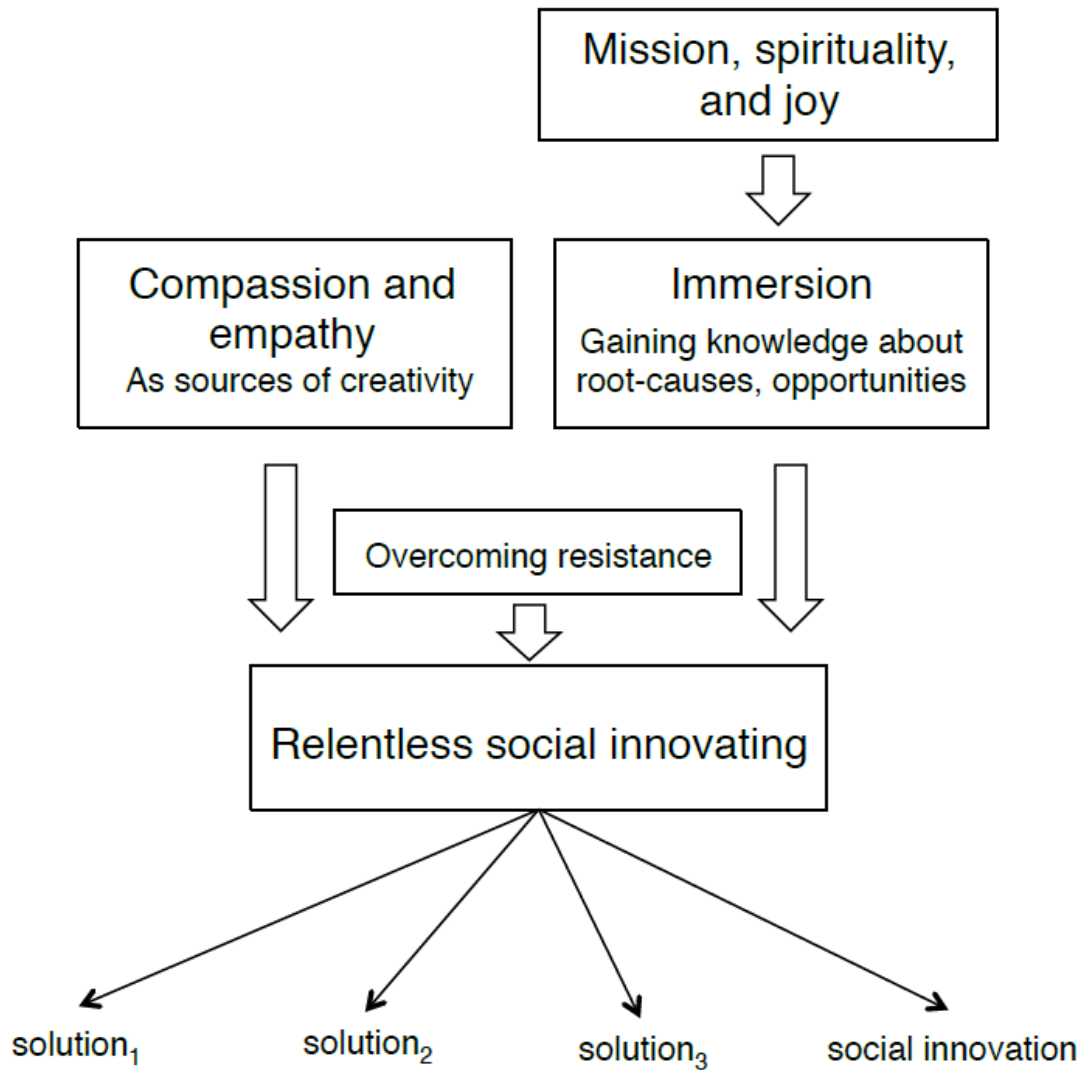 Mission, spirituality,
and joy
Compassion and
empathy
As sources of creativity
Immersion
Gaining knowledge about
root-causes, opportunities
Overcoming resistance
Relentless social innovating
solution₁
solution₂
solution₃
social innovation